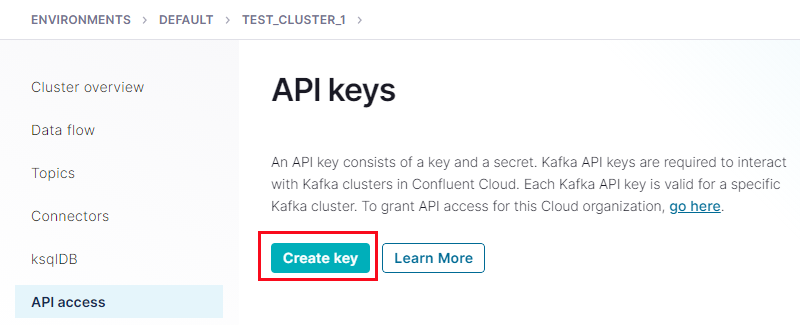 ENVIRONMENTS > DEFAULT > TEST_CLUSTER_1 >
Cluster overview
Data flow
Topics
Connectors
ksqlDB
API access
API keys
An API key consists of a key and a secret. Kafka API keys are required to interact
with Kafka clusters in Confluent Cloud. Each Kafka API key is valid for a specific
Kafka cluster. To grant API access for this Cloud organization, go here.
Create key Learn More